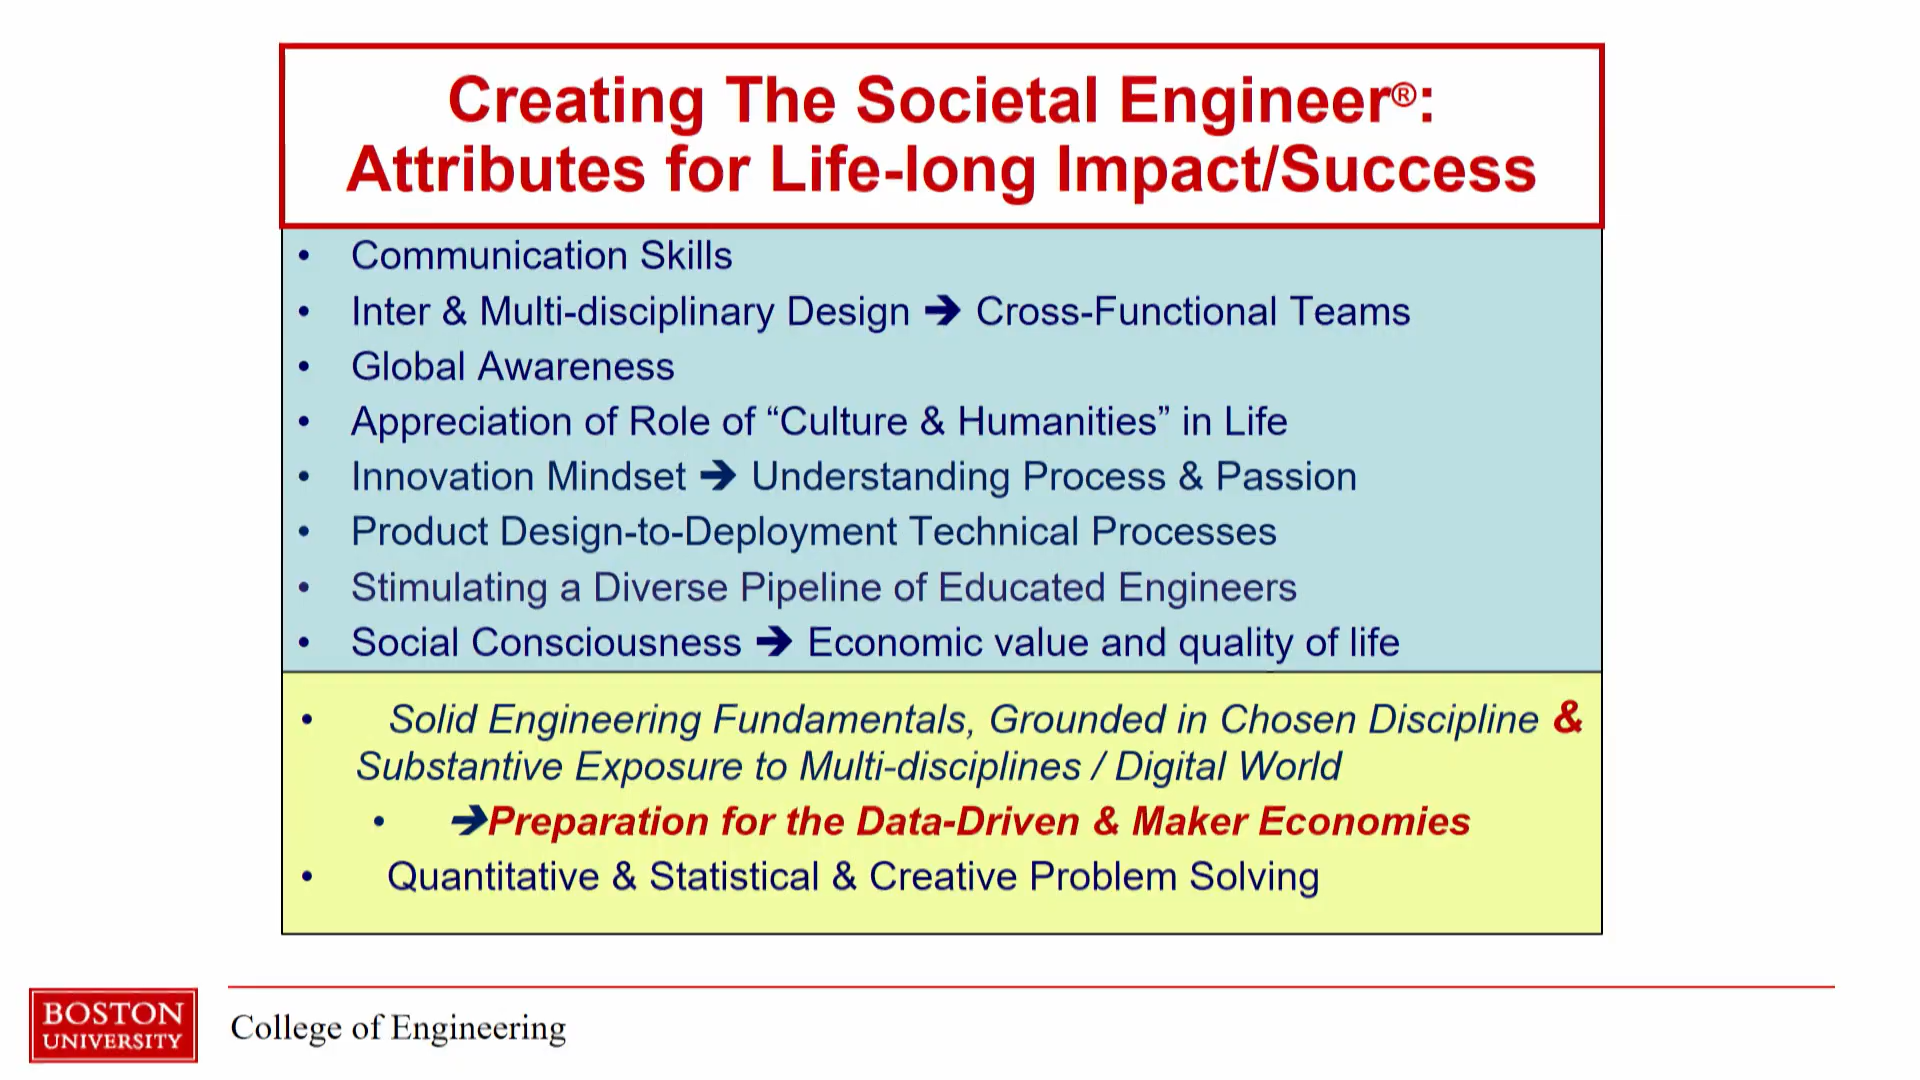 Creating The Societal Engineer®:
Attributes for Life-long Impact/Success
• Communication Skills
• Inter & Multi-disciplinary Design ➔ Cross-Functional Teams
• Global Awareness
• Appreciation of Role of “Culture & Humanities” in Life
• Innovation Mindset ➔ Understanding Process & Passion
• Product Design-to-Deployment Technical Processes
• Stimulating a Diverse Pipeline of Educated Engineers
• Social Consciousness ➔ Economic value and quality of life
• Solid Engineering Fundamentals, Grounded in Chosen Discipline &
Substantive Exposure to Multi-disciplines / Digital World
• ➔Preparation for the Data-Driven & Maker Economies
• Quantitative & Statistical & Creative Problem Solving
BOSTON
UNIVERSITY
College of Engineering